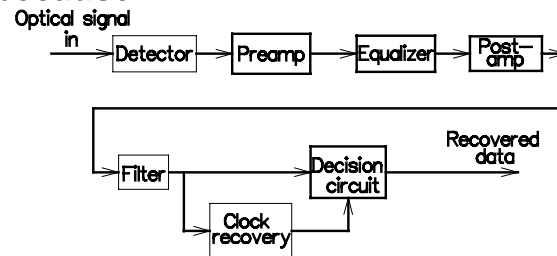 Optical signal
in
Detector
Preamp
Equalizer
Post-
amp
Filter
Decision
circuit
Recovered
data
Clock
recovery